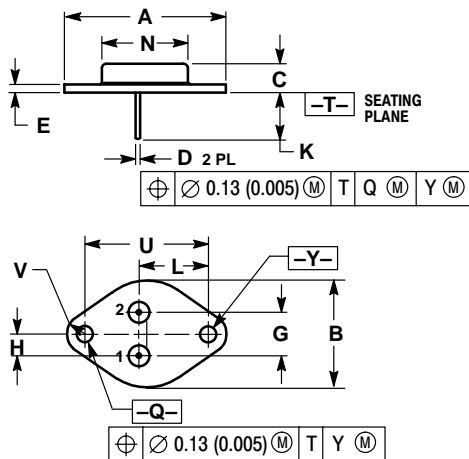 A
N
C
–T– SEATING
PLANE
E
K
D 2 PL
⌖ ∅ 0.13 (0.005) Ⓜ T Q Ⓜ Y Ⓜ
U
L
V
–Y–
2
G
B
H
1
–Q–
⌖ ∅ 0.13 (0.005) Ⓜ T Y Ⓜ